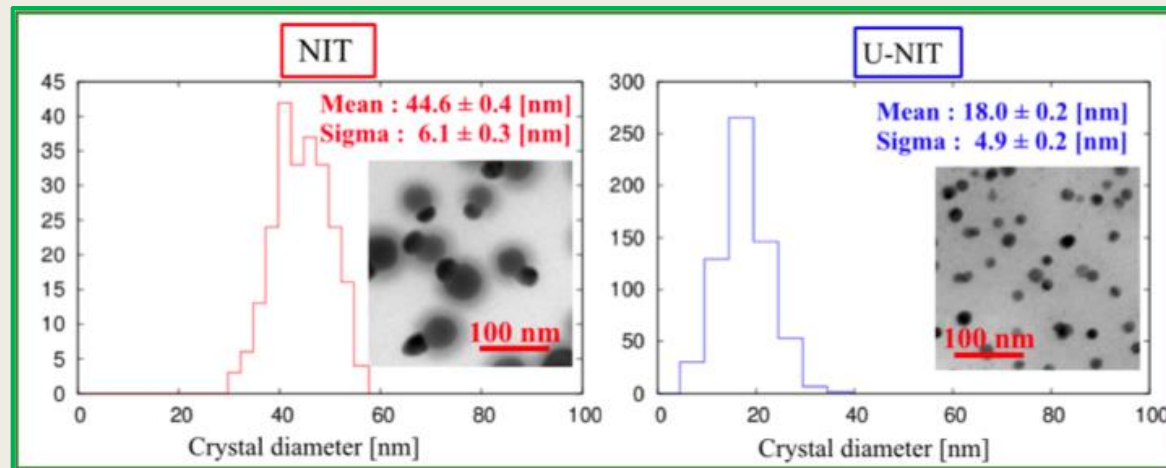 NIT
45
40
35
30
25
20
15
10
5
0
0 20 40 60 80 100
Mean : 44.6 ± 0.4 [nm]
Sigma : 6.1 ± 0.3 [nm]
100 nm
Crystal diameter [nm]
U-NIT
300
250
200
150
100
50
0
0 20 40 60 80 100
Mean : 18.0 ± 0.2 [nm]
Sigma : 4.9 ± 0.2 [nm]
100 nm
Crystal diameter [nm]